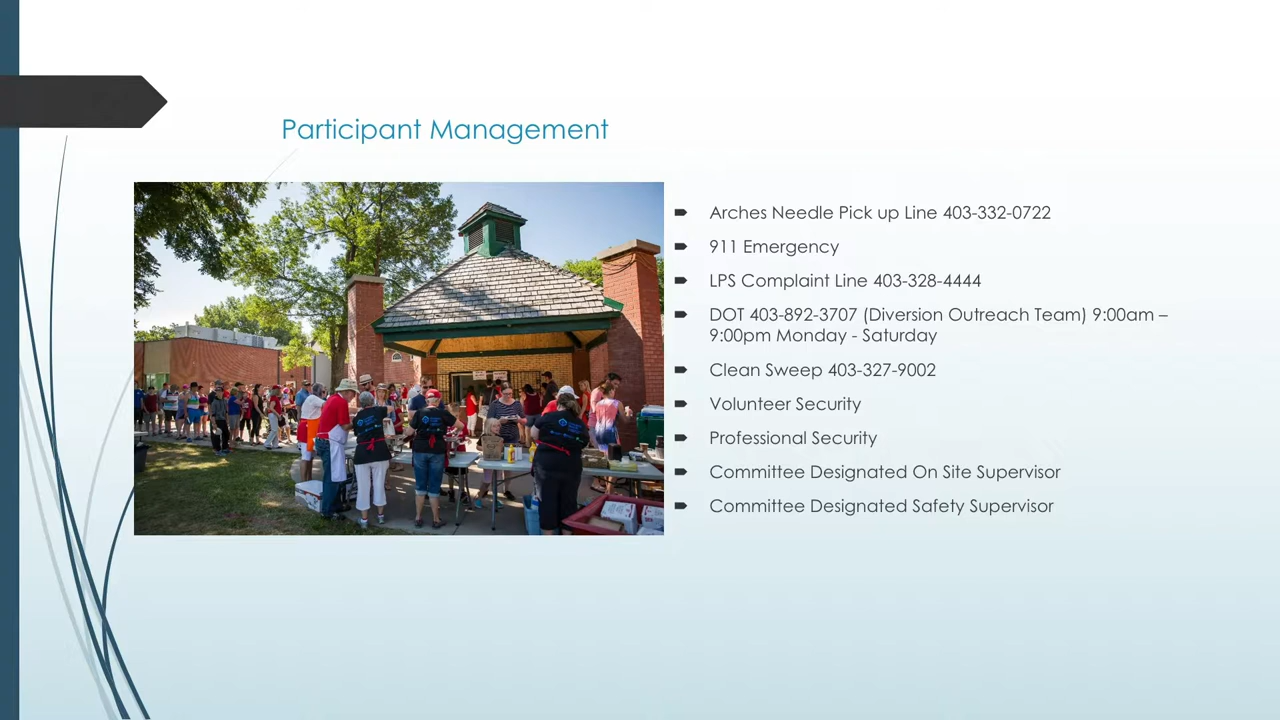 Participant Management
Arches Needle Pick up Line 403-332-0722
911 Emergency
LPS Complaint Line 403-328-4444
DOT 403-892-3707 (Diversion Outreach Team) 9:00am –
9:00pm Monday - Saturday
Clean Sweep 403-327-9002
Volunteer Security
Professional Security
Committee Designated On Site Supervisor
Committee Designated Safety Supervisor